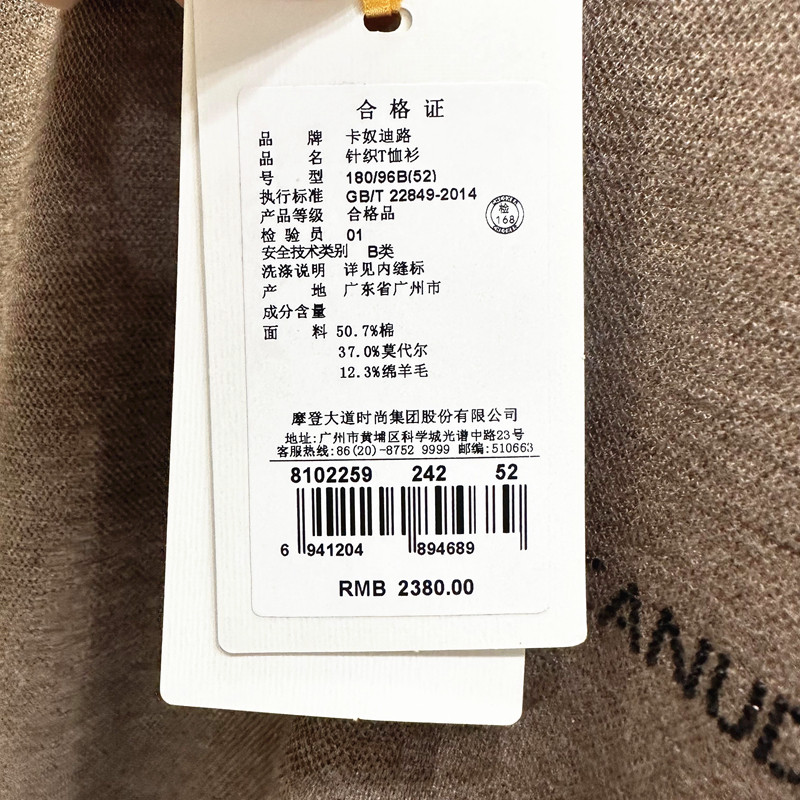 合格证
品牌 卡奴迪路
品名 针织T恤衫
号型 180/96B(52)
执行标准 GB/T 22849-2014
产品等级 合格品
检验员 01
检
168
安全技术类别 B类
洗涤说明 详见内缝标
产地 广东省广州市
成分含量
面料 50.7%棉
37.0%莫代尔
12.3%绵羊毛
摩登大道时尚集团股份有限公司
地址:广州市黄埔区科学城光谱中路23号
客服热线:86(20)-8752 9999 邮编:510663
8102259 242 52
6 941204 894689
RMB 2380.00
ANUD